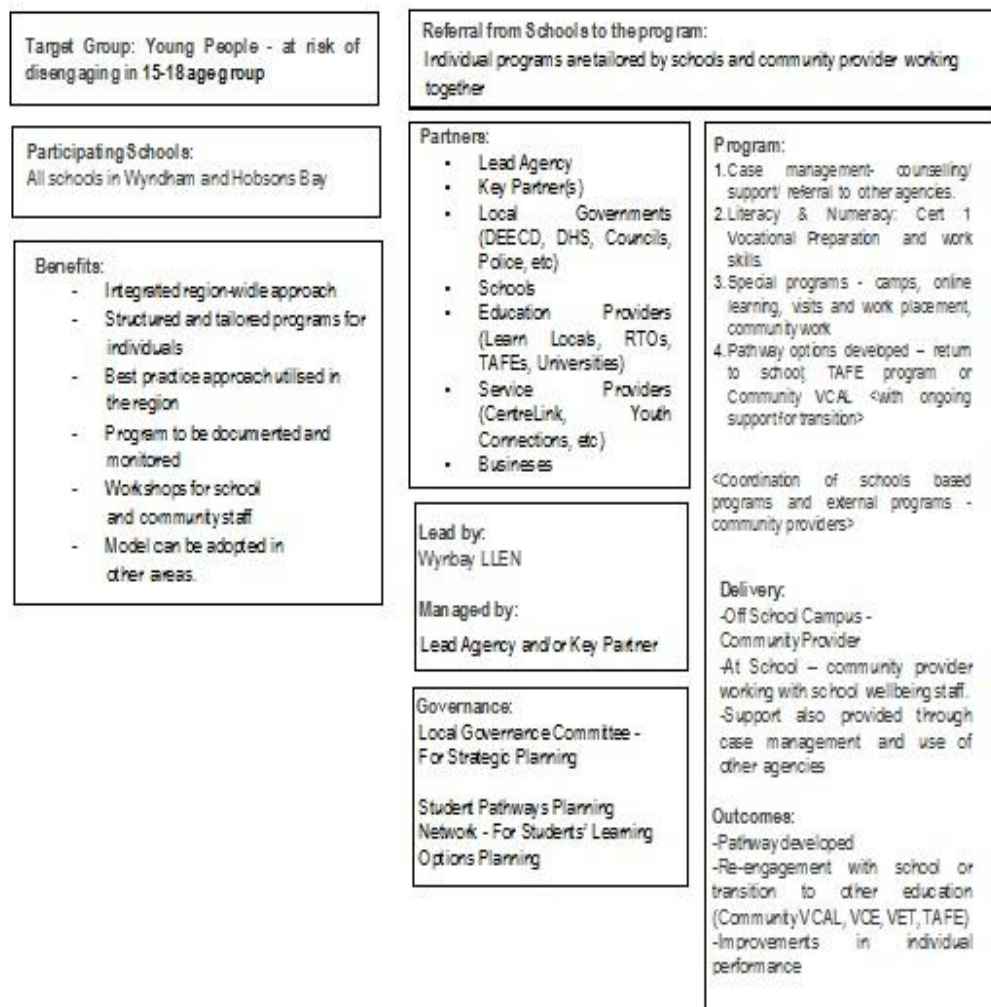 Target Group: Young People - at risk of
disengaging in 15-18 age group
Participating Schools:
All schools in Wyndham and Hobsons Bay
Benefits:
- Integrated region-wide approach
- Structured and tailored programs for
individuals
- Best practice approach utilised in
the region
- Program to be documented and
monitored
- Workshops for school
and community staff
- Model can be adopted in
other areas.
Referral from Schools to the program:
Individual programs are tailored by schools and community provider working
together
Partners:
▪ Lead Agency
▪ Key Partner(s)
▪ Local Governments
(DEECD, DHS, Councils,
Police, etc)
▪ Schools
▪ Education Providers
(Learn Locals, RTOs,
TAFEs, Universities)
▪ Service Providers
(CentreLink, Youth
Connections, etc)
▪ Busineses
Lead by:
Wynbay LLEN
Managed by:
Lead Agency and/or Key Partner
Governance:
Local Governance Committee -
For Strategic Planning
Student Pathways Planning
Network - For Students' Learning
Options Planning
Program:
1.Case management- counselling/
support/ referral to other agencies.
2.Literacy & Numeracy: Cert 1
Vocational Preparation and work
skills.
3.Special programs - camps, online
learning, visits and work placement,
community work
4.Pathway options developed – return
to school; TAFE program or
Community VCAL <with ongoing
support for transition>
<Coordination of schools based
programs and external programs -
community providers>
Delivery:
-Off School Campus -
Community Provider
-At School – community provider
working with school wellbeing staff.
-Support also provided through
case management and use of
other agencies
Outcomes:
-Pathway developed
-Re-engagement with school or
transition to other education
(Community VCAL, VCE, VET, TAFE)
-Improvements in individual
performance